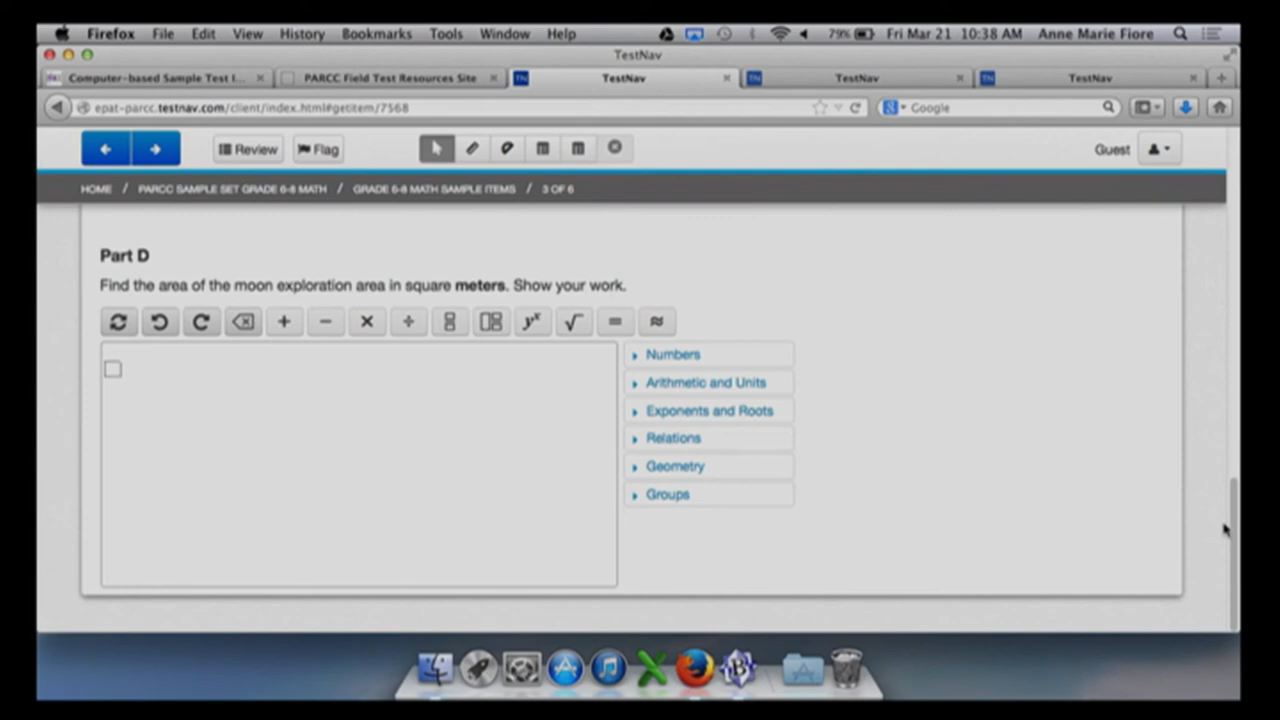 Firefox File Edit View History Bookmarks Tools Window Help 79% Fri Mar 21 10:38 AM Anne Marie Fiore
TestNav
Computer-based Sample Test I... PARCC Field Test Resources Site TN TestNav TN TestNav TN TestNav
epat-parcc.testnav.com/client/index.html#getitem/7568 Google
Review Flag Guest
HOME / PARCC SAMPLE SET GRADE 6-8 MATH / GRADE 6-8 MATH SAMPLE ITEMS / 3 OF 6
Part D
Find the area of the moon exploration area in square meters. Show your work.
+ − × ÷ yˣ √ = ≈
Numbers
Arithmetic and Units
Exponents and Roots
Relations
Geometry
Groups